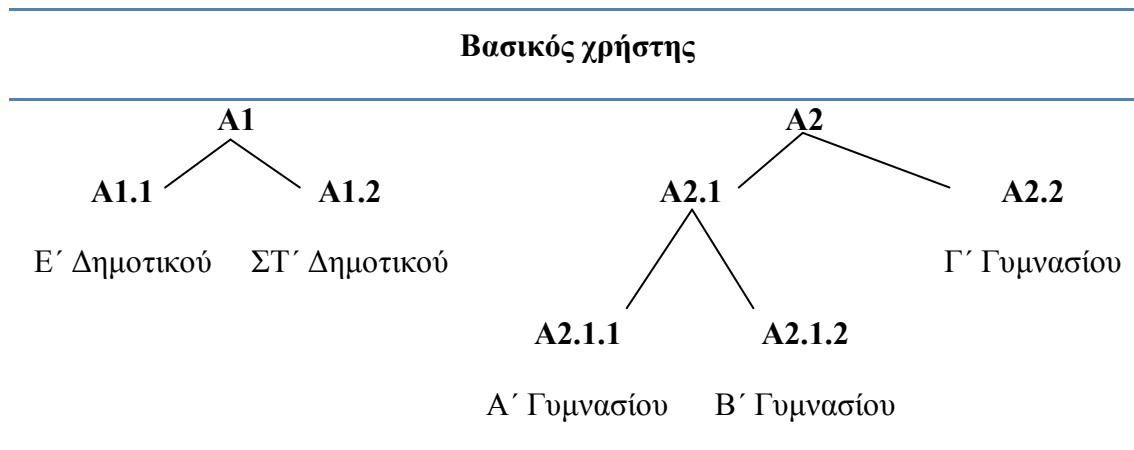 Βασικός χρήστης
A1 A2
A1.1 A1.2 A2.1 A2.2
Ε΄ Δημοτικού ΣΤ΄ Δημοτικού Γ΄ Γυμνασίου
A2.1.1 A2.1.2
Α΄ Γυμνασίου Β΄ Γυμνασίου